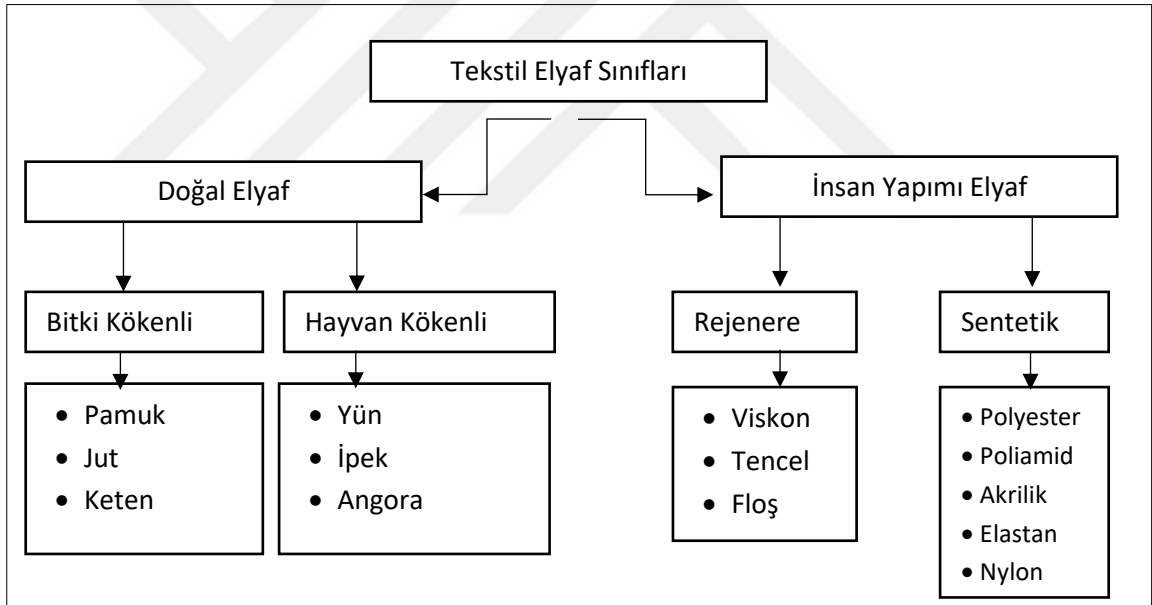 Tekstil Elyaf Sınıfları
Doğal Elyaf
İnsan Yapımı Elyaf
Bitki Kökenli
Hayvan Kökenli
Rejenere
Sentetik
• Pamuk
• Jut
• Keten
• Yün
• İpek
• Angora
• Viskon
• Tencel
• Floş
• Polyester
• Poliamid
• Akrilik
• Elastan
• Nylon